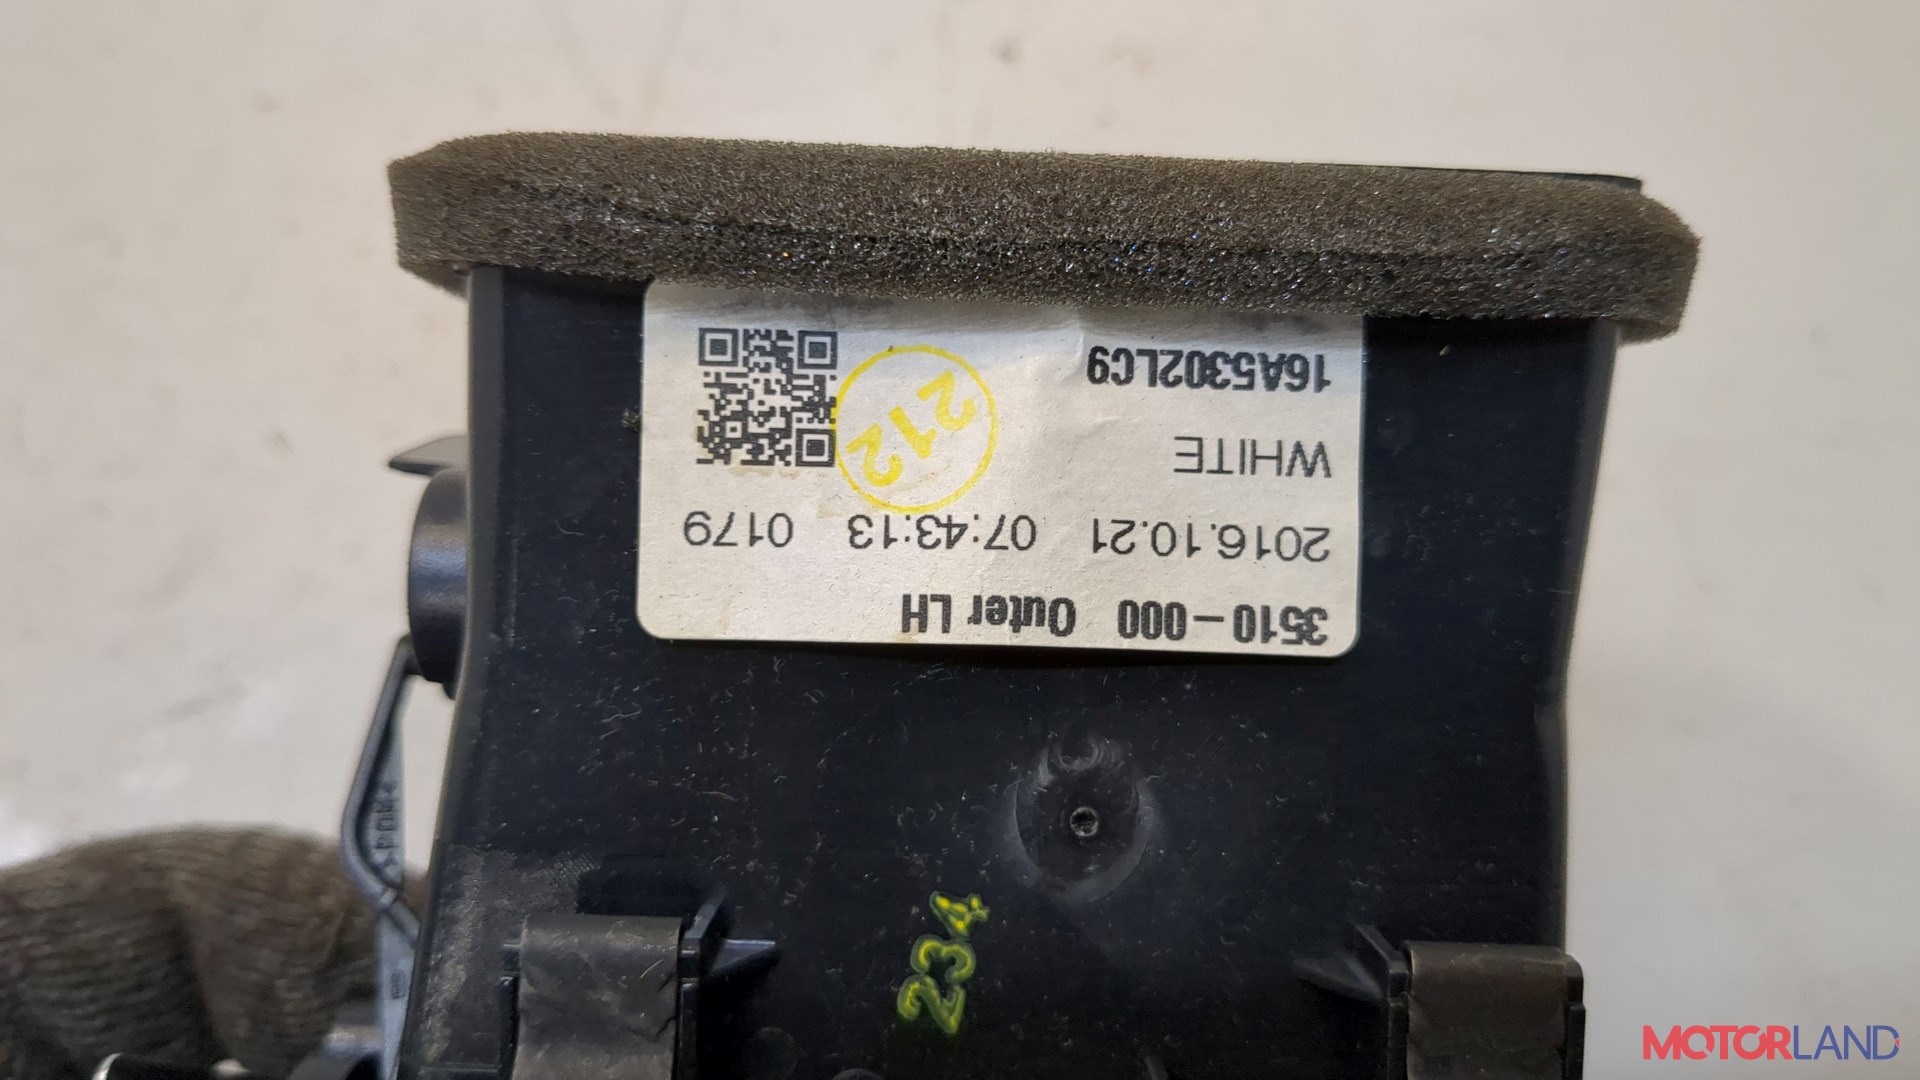 3510-000 Outer LH
2016.10.21 07:43:13 0179
WHITE
16A5302LC9
212
234
MOTORLAND